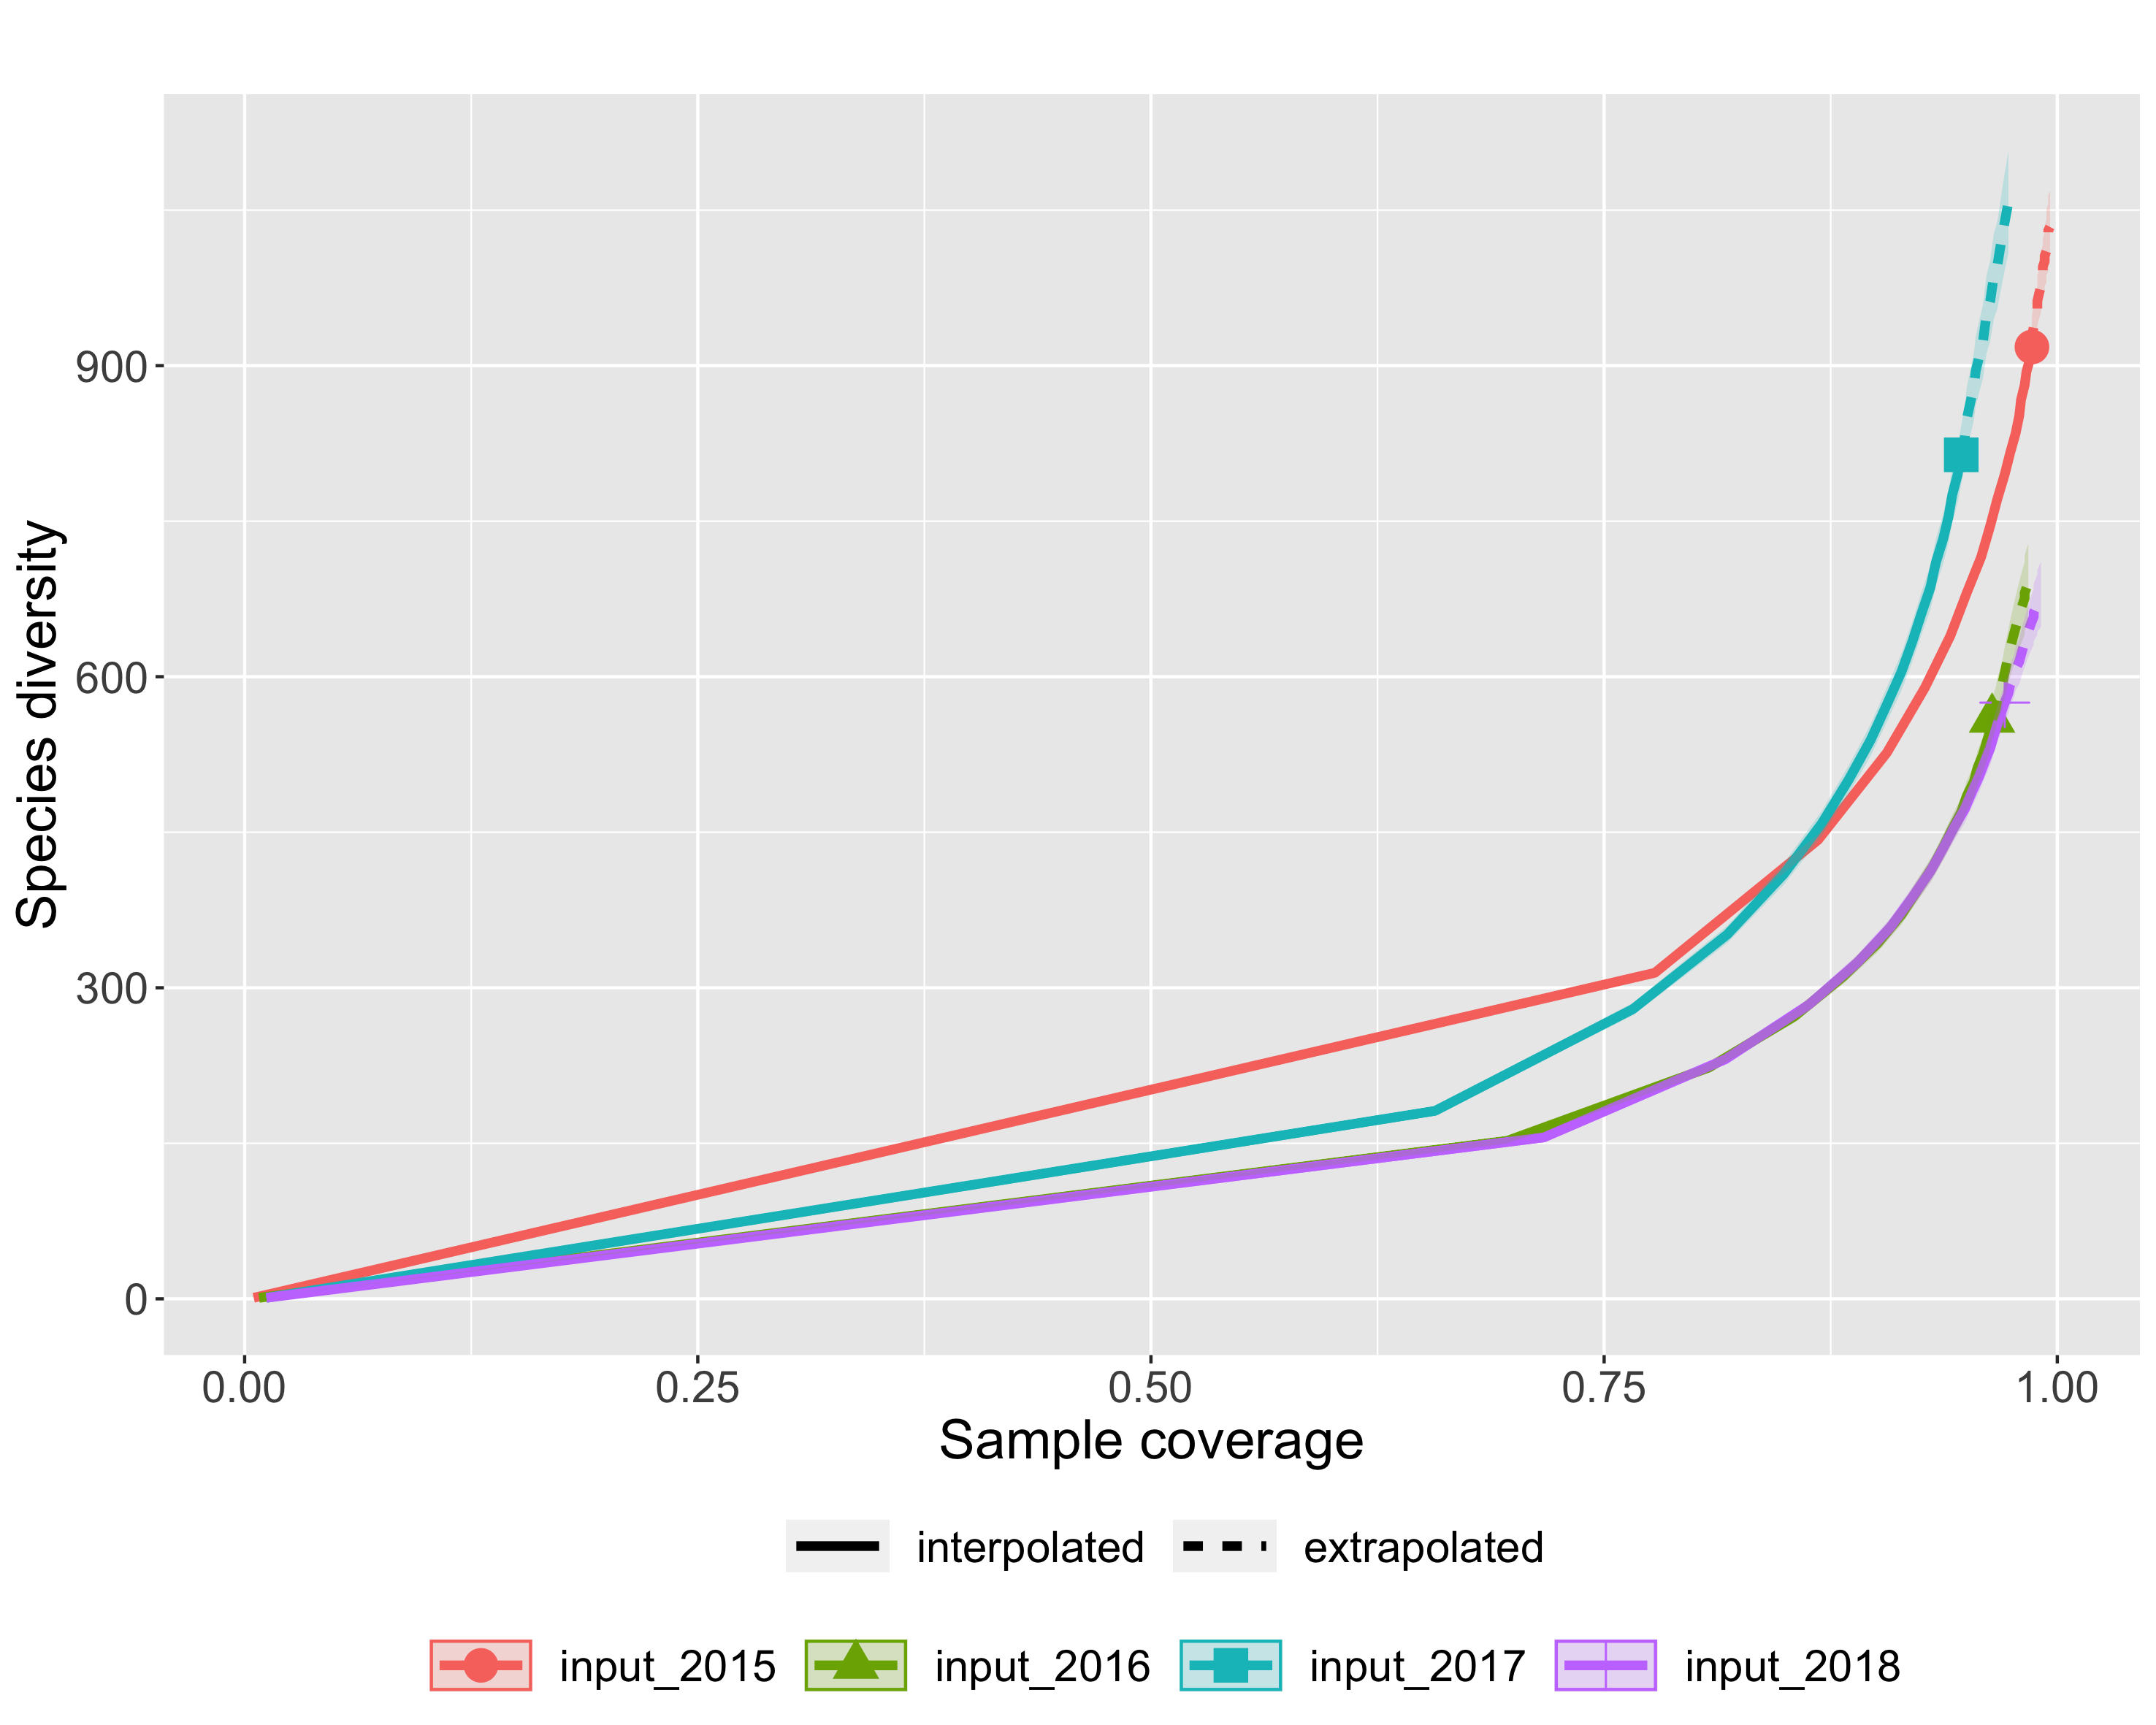 Species diversity
900
600
300
0
0.00 0.25 0.50 0.75 1.00
Sample coverage
interpolated extrapolated
input_2015 input_2016 input_2017 input_2018